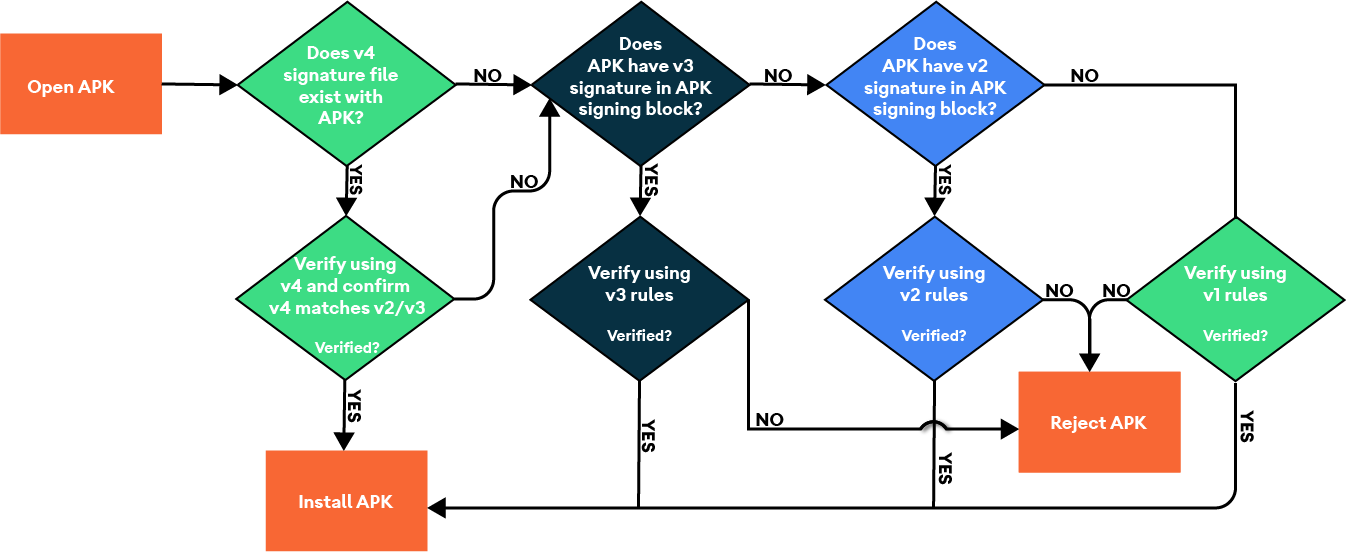 Open APK
Does v4
signature file
exist with
APK?
NO
Does
APK have v3
signature in APK
signing block?
NO
Does
APK have v2
signature in APK
signing block?
NO
YES
YES
YES
NO
Verify using
v4 and confirm
v4 matches v2/v3
Verified?
Verify using
v3 rules
Verified?
Verify using
v2 rules
Verified?
NO
NO
Verify using
v1 rules
Verified?
YES
YES
NO
YES
YES
Reject APK
Install APK